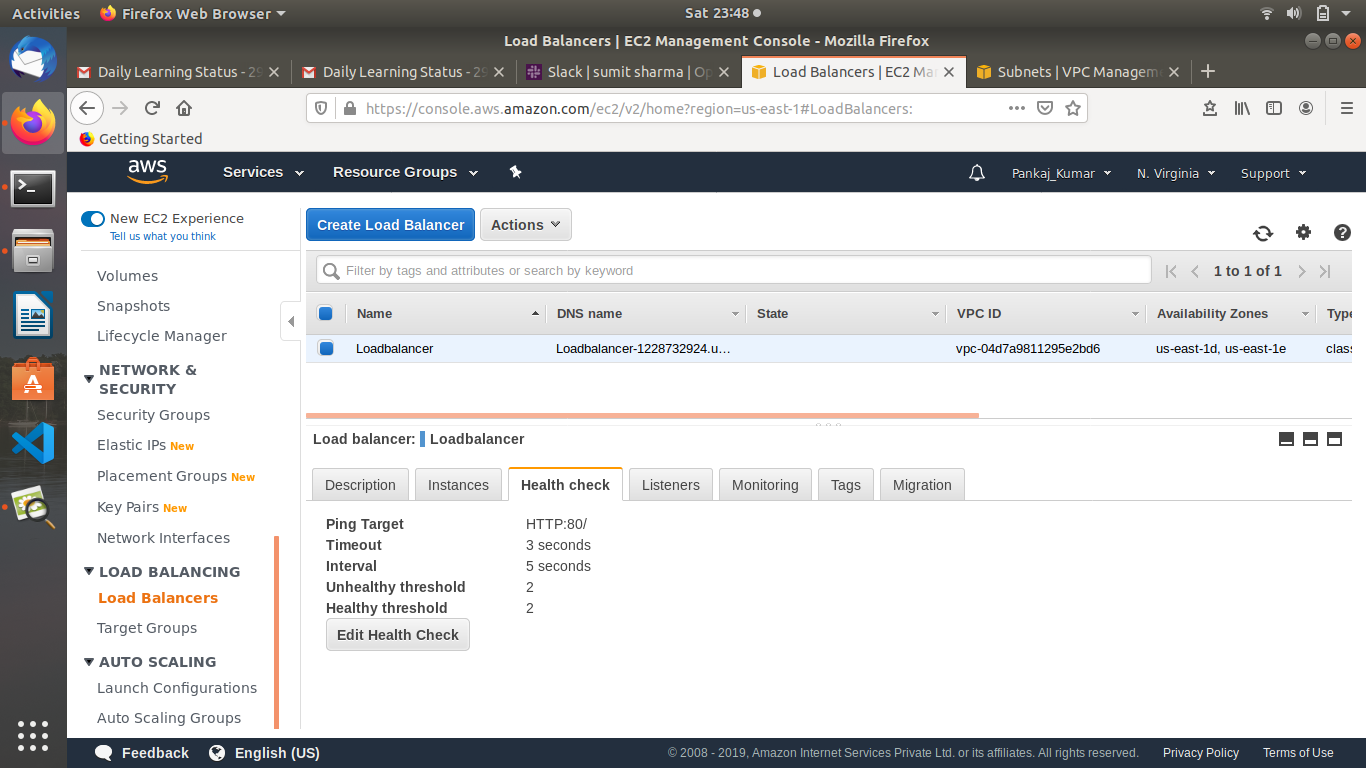 Activities
Firefox Web Browser
Sat 23:48
Load Balancers | EC2 Management Console - Mozilla Firefox
Daily Learning Status - 29
Daily Learning Status - 29
Slack | sumit sharma | Op
Load Balancers | EC2 Ma
Subnets | VPC Managem
https://console.aws.amazon.com/ec2/v2/home?region=us-east-1#LoadBalancers:
Getting Started
aws
Services
Resource Groups
Pankaj_Kumar
N. Virginia
Support
New EC2 Experience
Tell us what you think
Volumes
Snapshots
Lifecycle Manager
NETWORK &
SECURITY
Security Groups
Elastic IPs New
Placement Groups New
Key Pairs New
Network Interfaces
LOAD BALANCING
Load Balancers
Target Groups
AUTO SCALING
Launch Configurations
Auto Scaling Groups
Create Load Balancer
Actions
Filter by tags and attributes or search by keyword
1 to 1 of 1
Name DNS name State VPC ID Availability Zones Type
Loadbalancer Loadbalancer-1228732924.u... vpc-04d7a9811295e2bd6 us-east-1d, us-east-1e class
Load balancer: Loadbalancer
Description Instances Health check Listeners Monitoring Tags Migration
Ping Target HTTP:80/
Timeout 3 seconds
Interval 5 seconds
Unhealthy threshold 2
Healthy threshold 2
Edit Health Check
Feedback
English (US)
© 2008 - 2019, Amazon Internet Services Private Ltd. or its affiliates. All rights reserved.
Privacy Policy
Terms of Use